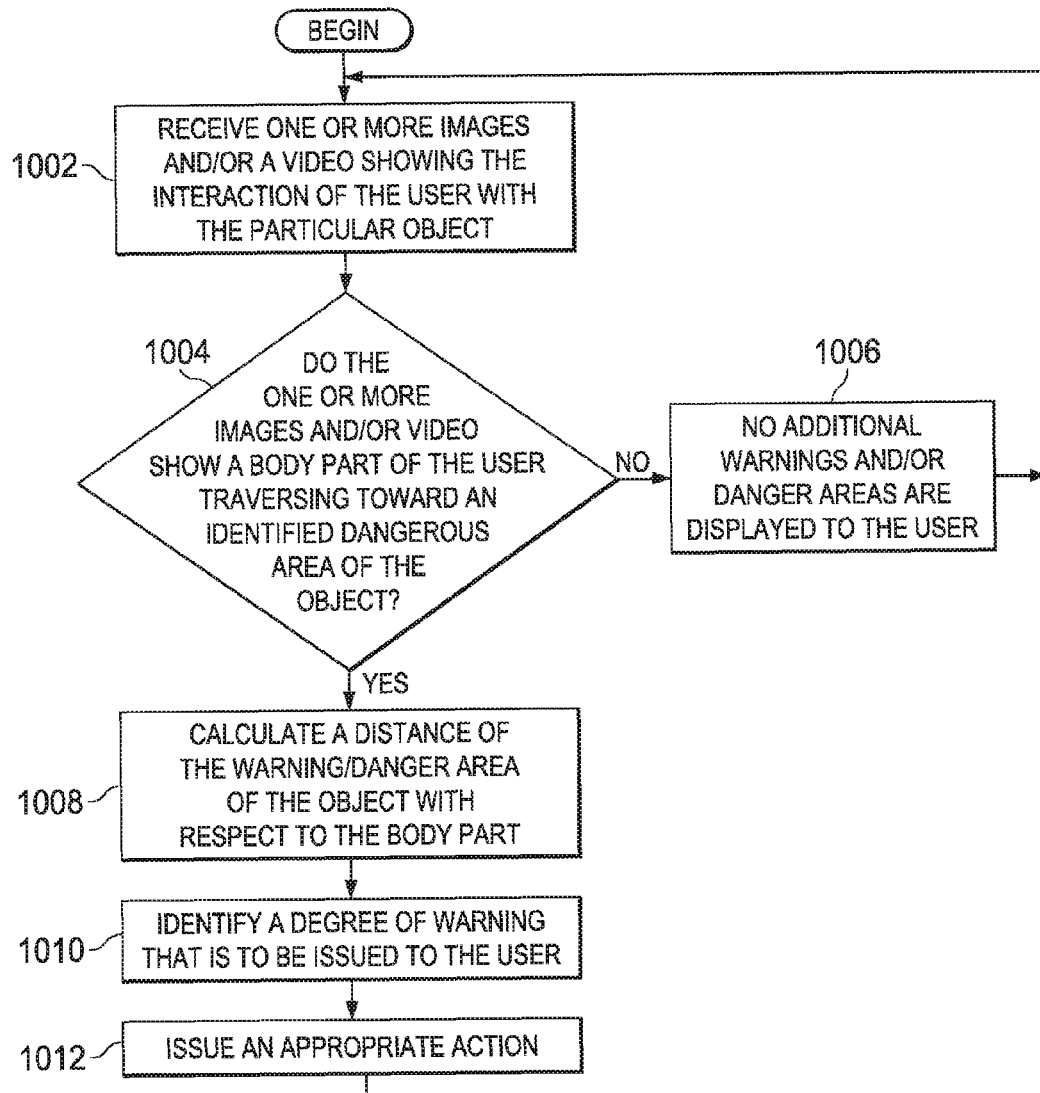 BEGIN
1002
RECEIVE ONE OR MORE IMAGES
AND/OR A VIDEO SHOWING THE
INTERACTION OF THE USER WITH
THE PARTICULAR OBJECT
1004
DO THE
ONE OR MORE
IMAGES AND/OR VIDEO
SHOW A BODY PART OF THE USER
TRAVERSING TOWARD AN
IDENTIFIED DANGEROUS
AREA OF THE
OBJECT?
NO
1006
NO ADDITIONAL
WARNINGS AND/OR
DANGER AREAS ARE
DISPLAYED TO THE USER
YES
1008
CALCULATE A DISTANCE OF
THE WARNING/DANGER AREA
OF THE OBJECT WITH
RESPECT TO THE BODY PART
1010
IDENTIFY A DEGREE OF WARNING
THAT IS TO BE ISSUED TO THE USER
1012
ISSUE AN APPROPRIATE ACTION